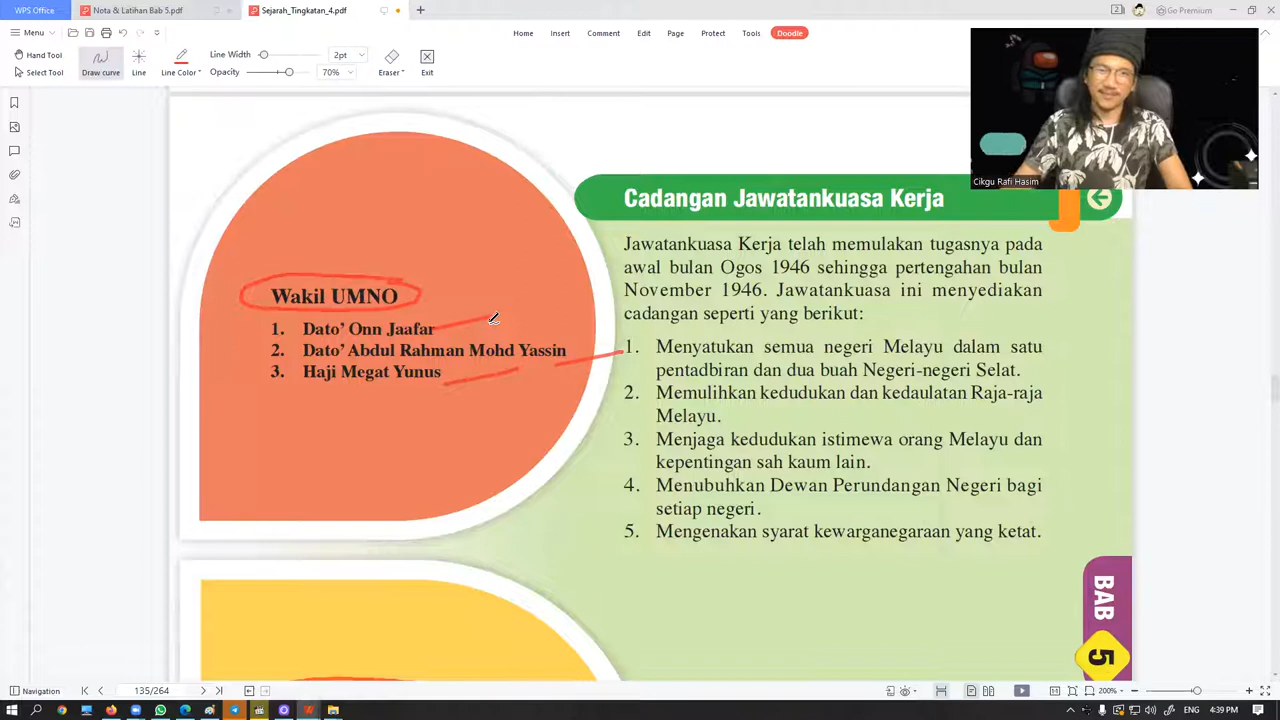 WPS Office
Nota & Latihan Bab 5.pdf
Sejarah_Tingkatan_4.pdf
Go Premium
Menu
Home
Insert
Comment
Edit
Page
Protect
Tools
Doodle
Hand Tool
Select Tool
Draw curve
Line
Line Color
Line Width
2pt
Opacity
70%
Eraser
Exit
Cikgu Rafi Hasim
Wakil UMNO
1. Dato' Onn Jaafar
2. Dato' Abdul Rahman Mohd Yassin
3. Haji Megat Yunus
Cadangan Jawatankuasa Kerja
Jawatankuasa Kerja telah memulakan tugasnya pada
awal bulan Ogos 1946 sehingga pertengahan bulan
November 1946. Jawatankuasa ini menyediakan
cadangan seperti yang berikut:
1. Menyatukan semua negeri Melayu dalam satu
pentadbiran dan dua buah Negeri-negeri Selat.
2. Memulihkan kedudukan dan kedaulatan Raja-raja
Melayu.
3. Menjaga kedudukan istimewa orang Melayu dan
kepentingan sah kaum lain.
4. Menubuhkan Dewan Perundangan Negeri bagi
setiap negeri.
5. Mengenakan syarat kewarganegaraan yang ketat.
BAB
5
Navigation
135/264
200%
4:39 PM